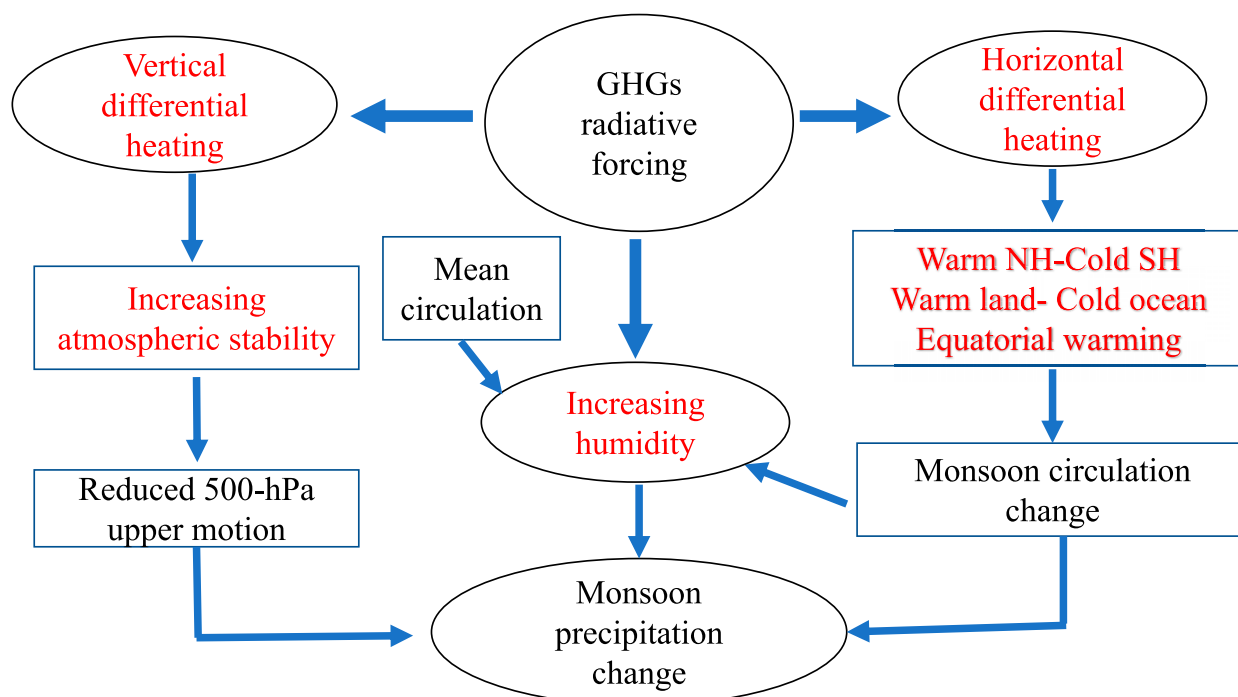 Vertical
differential
heating
GHGs
radiative
forcing
Horizontal
differential
heating
Increasing
atmospheric stability
Mean
circulation
Warm NH-Cold SH
Warm land- Cold ocean
Equatorial warming
Increasing
humidity
Reduced 500-hPa
upper motion
Monsoon circulation
change
Monsoon
precipitation
change